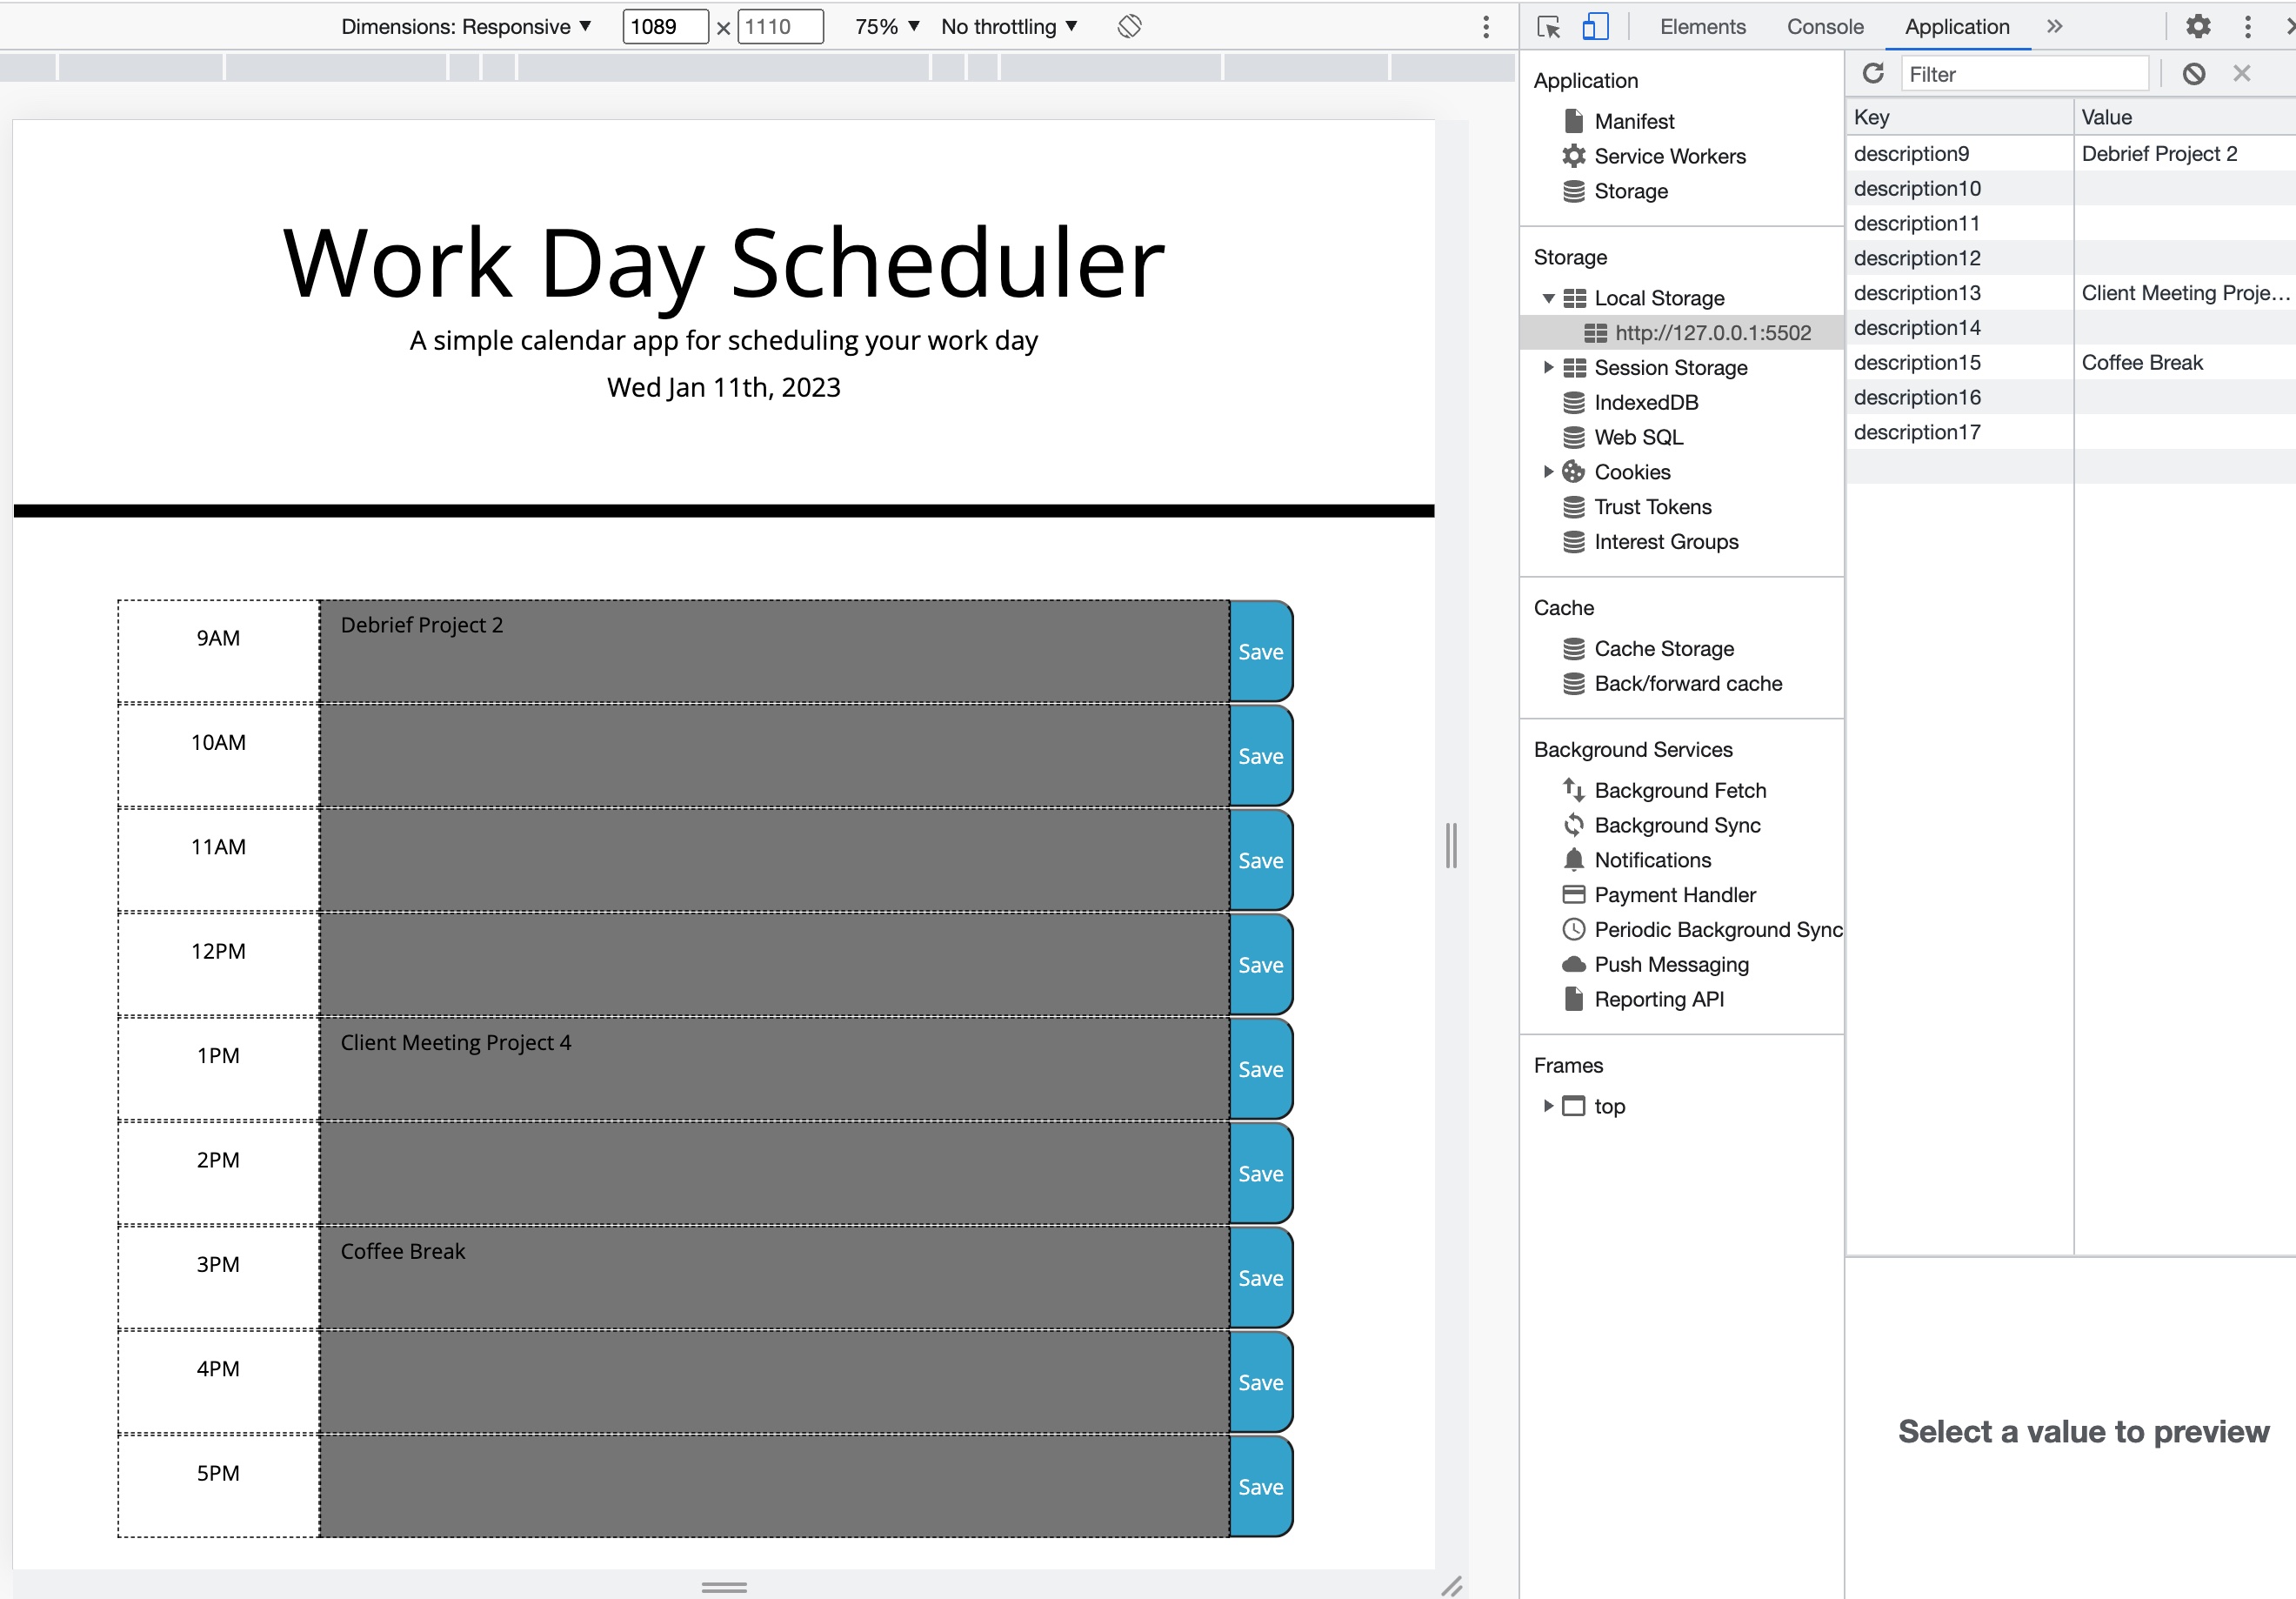 Dimensions: Responsive ▼ 1089 × 1110 75% ▼ No throttling ▼
Work Day Scheduler
A simple calendar app for scheduling your work day
Wed Jan 11th, 2023
9AM Debrief Project 2 Save
10AM Save
11AM Save
12PM Save
1PM Client Meeting Project 4 Save
2PM Save
3PM Coffee Break Save
4PM Save
5PM Save
Elements Console Application »
Application
Manifest
Service Workers
Storage
Storage
Local Storage
http://127.0.0.1:5502
Session Storage
IndexedDB
Web SQL
Cookies
Trust Tokens
Interest Groups
Cache
Cache Storage
Back/forward cache
Background Services
Background Fetch
Background Sync
Notifications
Payment Handler
Periodic Background Sync
Push Messaging
Reporting API
Frames
top
Filter
Key Value
description9 Debrief Project 2
description10
description11
description12
description13 Client Meeting Proje…
description14
description15 Coffee Break
description16
description17
Select a value to preview